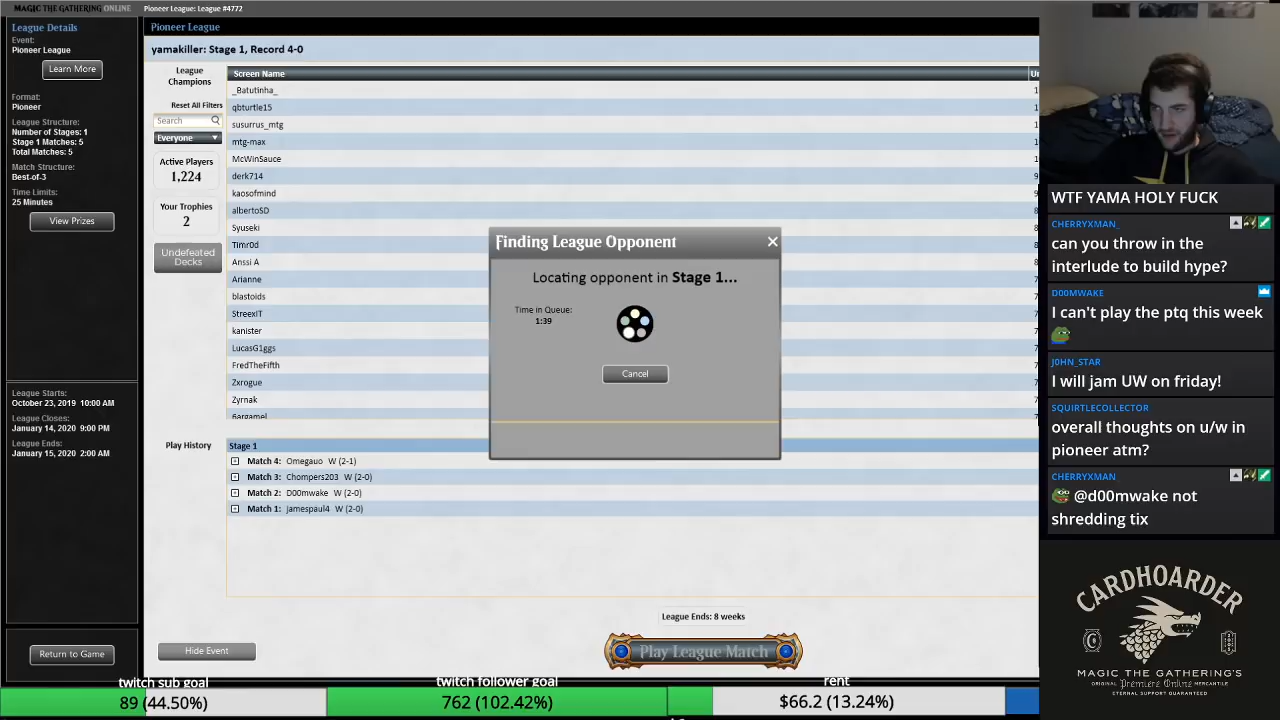 MAGIC THE GATHERING ONLINE
Pioneer League: League #4772
League Details
Event:
Pioneer League
Learn More
Format:
Pioneer
League Structure:
Number of Stages: 1
Stage 1 Matches: 5
Total Matches: 5
Match Structure:
Best-of-3
Time Limits:
25 Minutes
View Prizes
League Starts:
October 23, 2019 10:00 AM
League Closes:
January 14, 2020 9:00 PM
League Ends:
January 15, 2020 2:00 AM
Return to Game
Pioneer League
yamakiller: Stage 1, Record 4-0
League
Champions
Reset All Filters
Search
Everyone
Active Players
1,224
Your Trophies
2
Undefeated
Decks
Screen Name
_Batutinha_
qbturtle15
susurrus_mtg
mtg-max
McWinSauce
derk714
kaosofmind
albertoSD
Syuseki
Timr0d
Anssi A
Arianne
blastoids
StreexIT
kanister
LucasG1ggs
FredTheFifth
Zxrogue
Zyrnak
6argamel
Finding League Opponent
Locating opponent in Stage 1...
Time in Queue:
1:39
Cancel
Play History
Stage 1
Match 4: Omegauo W (2-1)
Match 3: Chompers203 W (2-0)
Match 2: D00mwake W (2-0)
Match 1: jamespaul4 W (2-0)
League Ends: 8 weeks
Hide Event
Play League Match
WTF YAMA HOLY FUCK
CHERRYXMAN_
can you throw in the
interlude to build hype?
D00MWAKE
I can't play the ptq this week
J0HN_STAR
I will jam UW on friday!
SQUIRTLECOLLECTOR
overall thoughts on u/w in
pioneer atm?
CHERRYXMAN
@d00mwake not
shredding tix
CARDHOARDER
MAGIC THE GATHERING'S
ORIGINAL Premiere Online MERCANTILE
ETERNAL SUPPORT GUARANTEED
twitch sub goal
89 (44.50%)
twitch follower goal
762 (102.42%)
rent
$66.2 (13.24%)